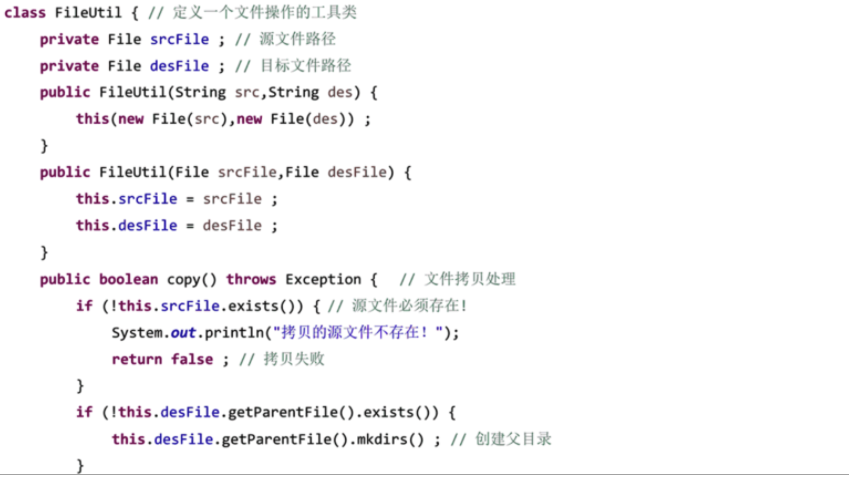 class FileUtil { // 定义一个文件操作的工具类
    private File srcFile ; // 源文件路径
    private File desFile ; // 目标文件路径
    public FileUtil(String src,String des) {
        this(new File(src),new File(des)) ;
    }
    public FileUtil(File srcFile,File desFile) {
        this.srcFile = srcFile ;
        this.desFile = desFile ;
    }
    public boolean copy() throws Exception {  // 文件拷贝处理
        if (!this.srcFile.exists()) { // 源文件必须存在!
            System.out.println("拷贝的源文件不存在！");
            return false ; // 拷贝失败
        }
        if (!this.desFile.getParentFile().exists()) {
            this.desFile.getParentFile().mkdirs() ; // 创建父目录
        }